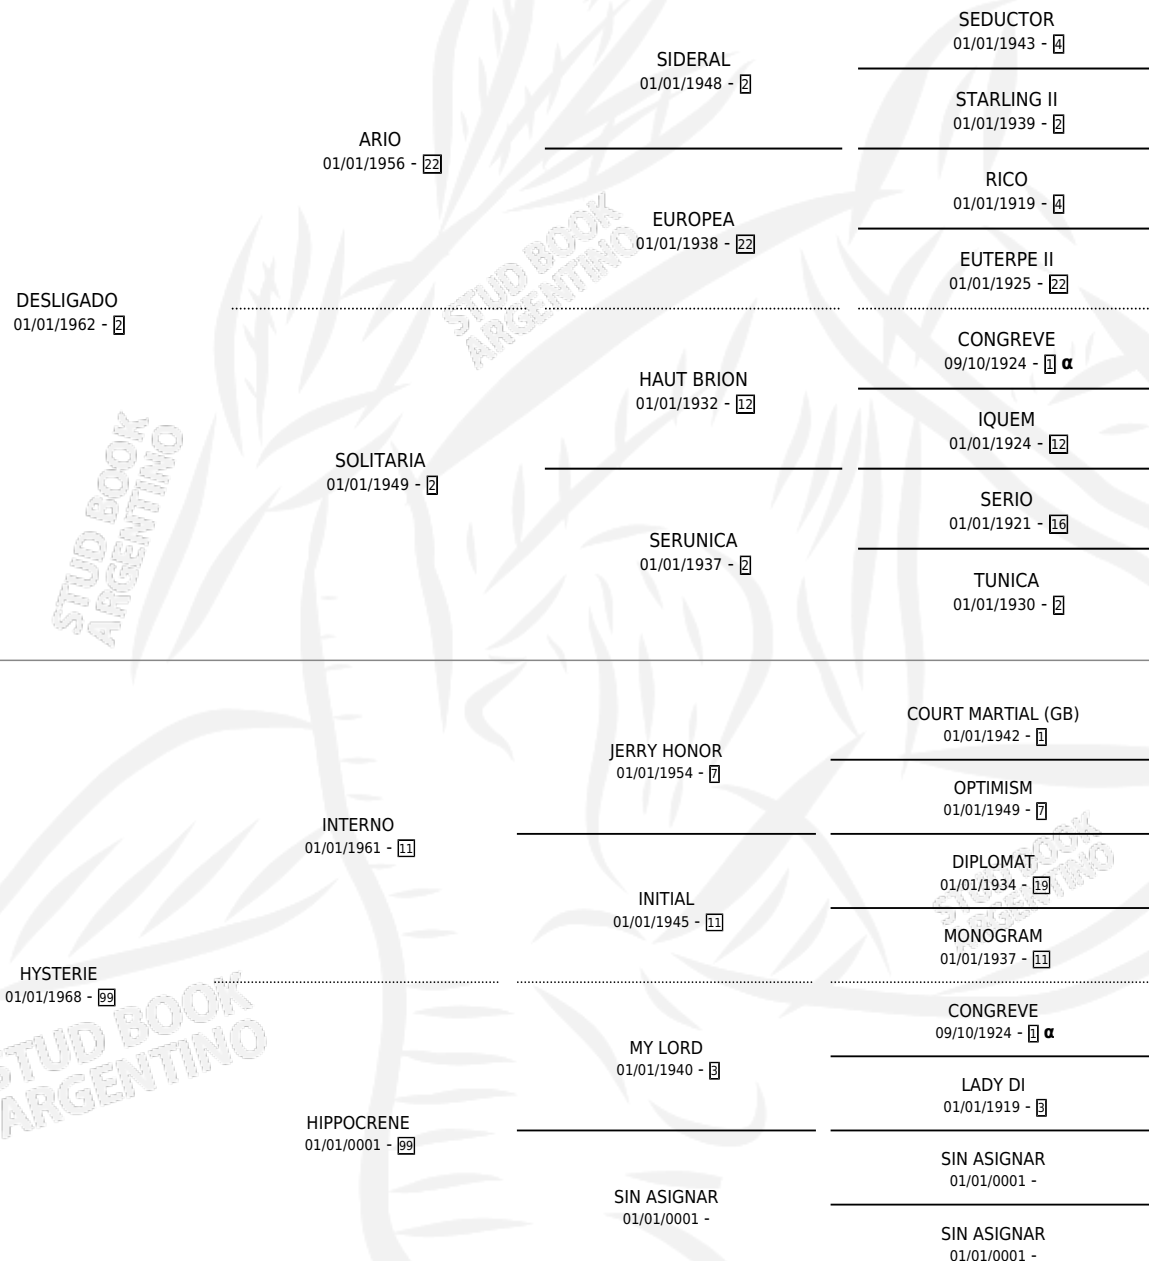 SEDUCTOR
01/01/1943 - 4
SIDERAL
01/01/1948 - 2
STARLING II
01/01/1939 - 2
ARIO
01/01/1956 - 22
RICO
01/01/1919 - 4
EUROPEA
01/01/1938 - 22
EUTERPE II
01/01/1925 - 22
DESLIGADO
01/01/1962 - 2
CONGREVE
09/10/1924 - 1 α
HAUT BRION
01/01/1932 - 12
IQUEM
01/01/1924 - 12
SOLITARIA
01/01/1949 - 2
SERIO
01/01/1921 - 16
SERUNICA
01/01/1937 - 2
TUNICA
01/01/1930 - 2
COURT MARTIAL (GB)
01/01/1942 - 1
JERRY HONOR
01/01/1954 - 7
OPTIMISM
01/01/1949 - 7
INTERNO
01/01/1961 - 11
DIPLOMAT
01/01/1934 - 19
INITIAL
01/01/1945 - 11
MONOGRAM
01/01/1937 - 11
HYSTERIE
01/01/1968 - 99
CONGREVE
09/10/1924 - 1 α
MY LORD
01/01/1940 - 3
LADY DI
01/01/1919 - 3
HIPPOCRENE
01/01/0001 - 99
SIN ASIGNAR
01/01/0001 -
SIN ASIGNAR
01/01/0001 -
SIN ASIGNAR
01/01/0001 -
STUD BOOK
ARGENTINO
STUD BOOK
ARGENTINO
STUD BOOK
ARGENTINO
STUD BOOK
ARGENTINO